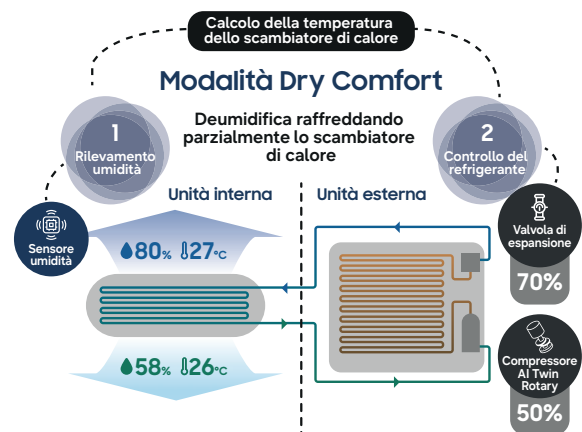 Calcolo della temperatura
dello scambiatore di calore
Modalità Dry Comfort
Deumidifica raffreddando
parzialmente lo scambiatore
di calore
1
Rilevamento
umidità
2
Controllo del
refrigerante
Unità interna
Unità esterna
Sensore
umidità
80% 27°C
58% 26°C
Valvola di
espansione
70%
Compressore
AI Twin
Rotary
50%